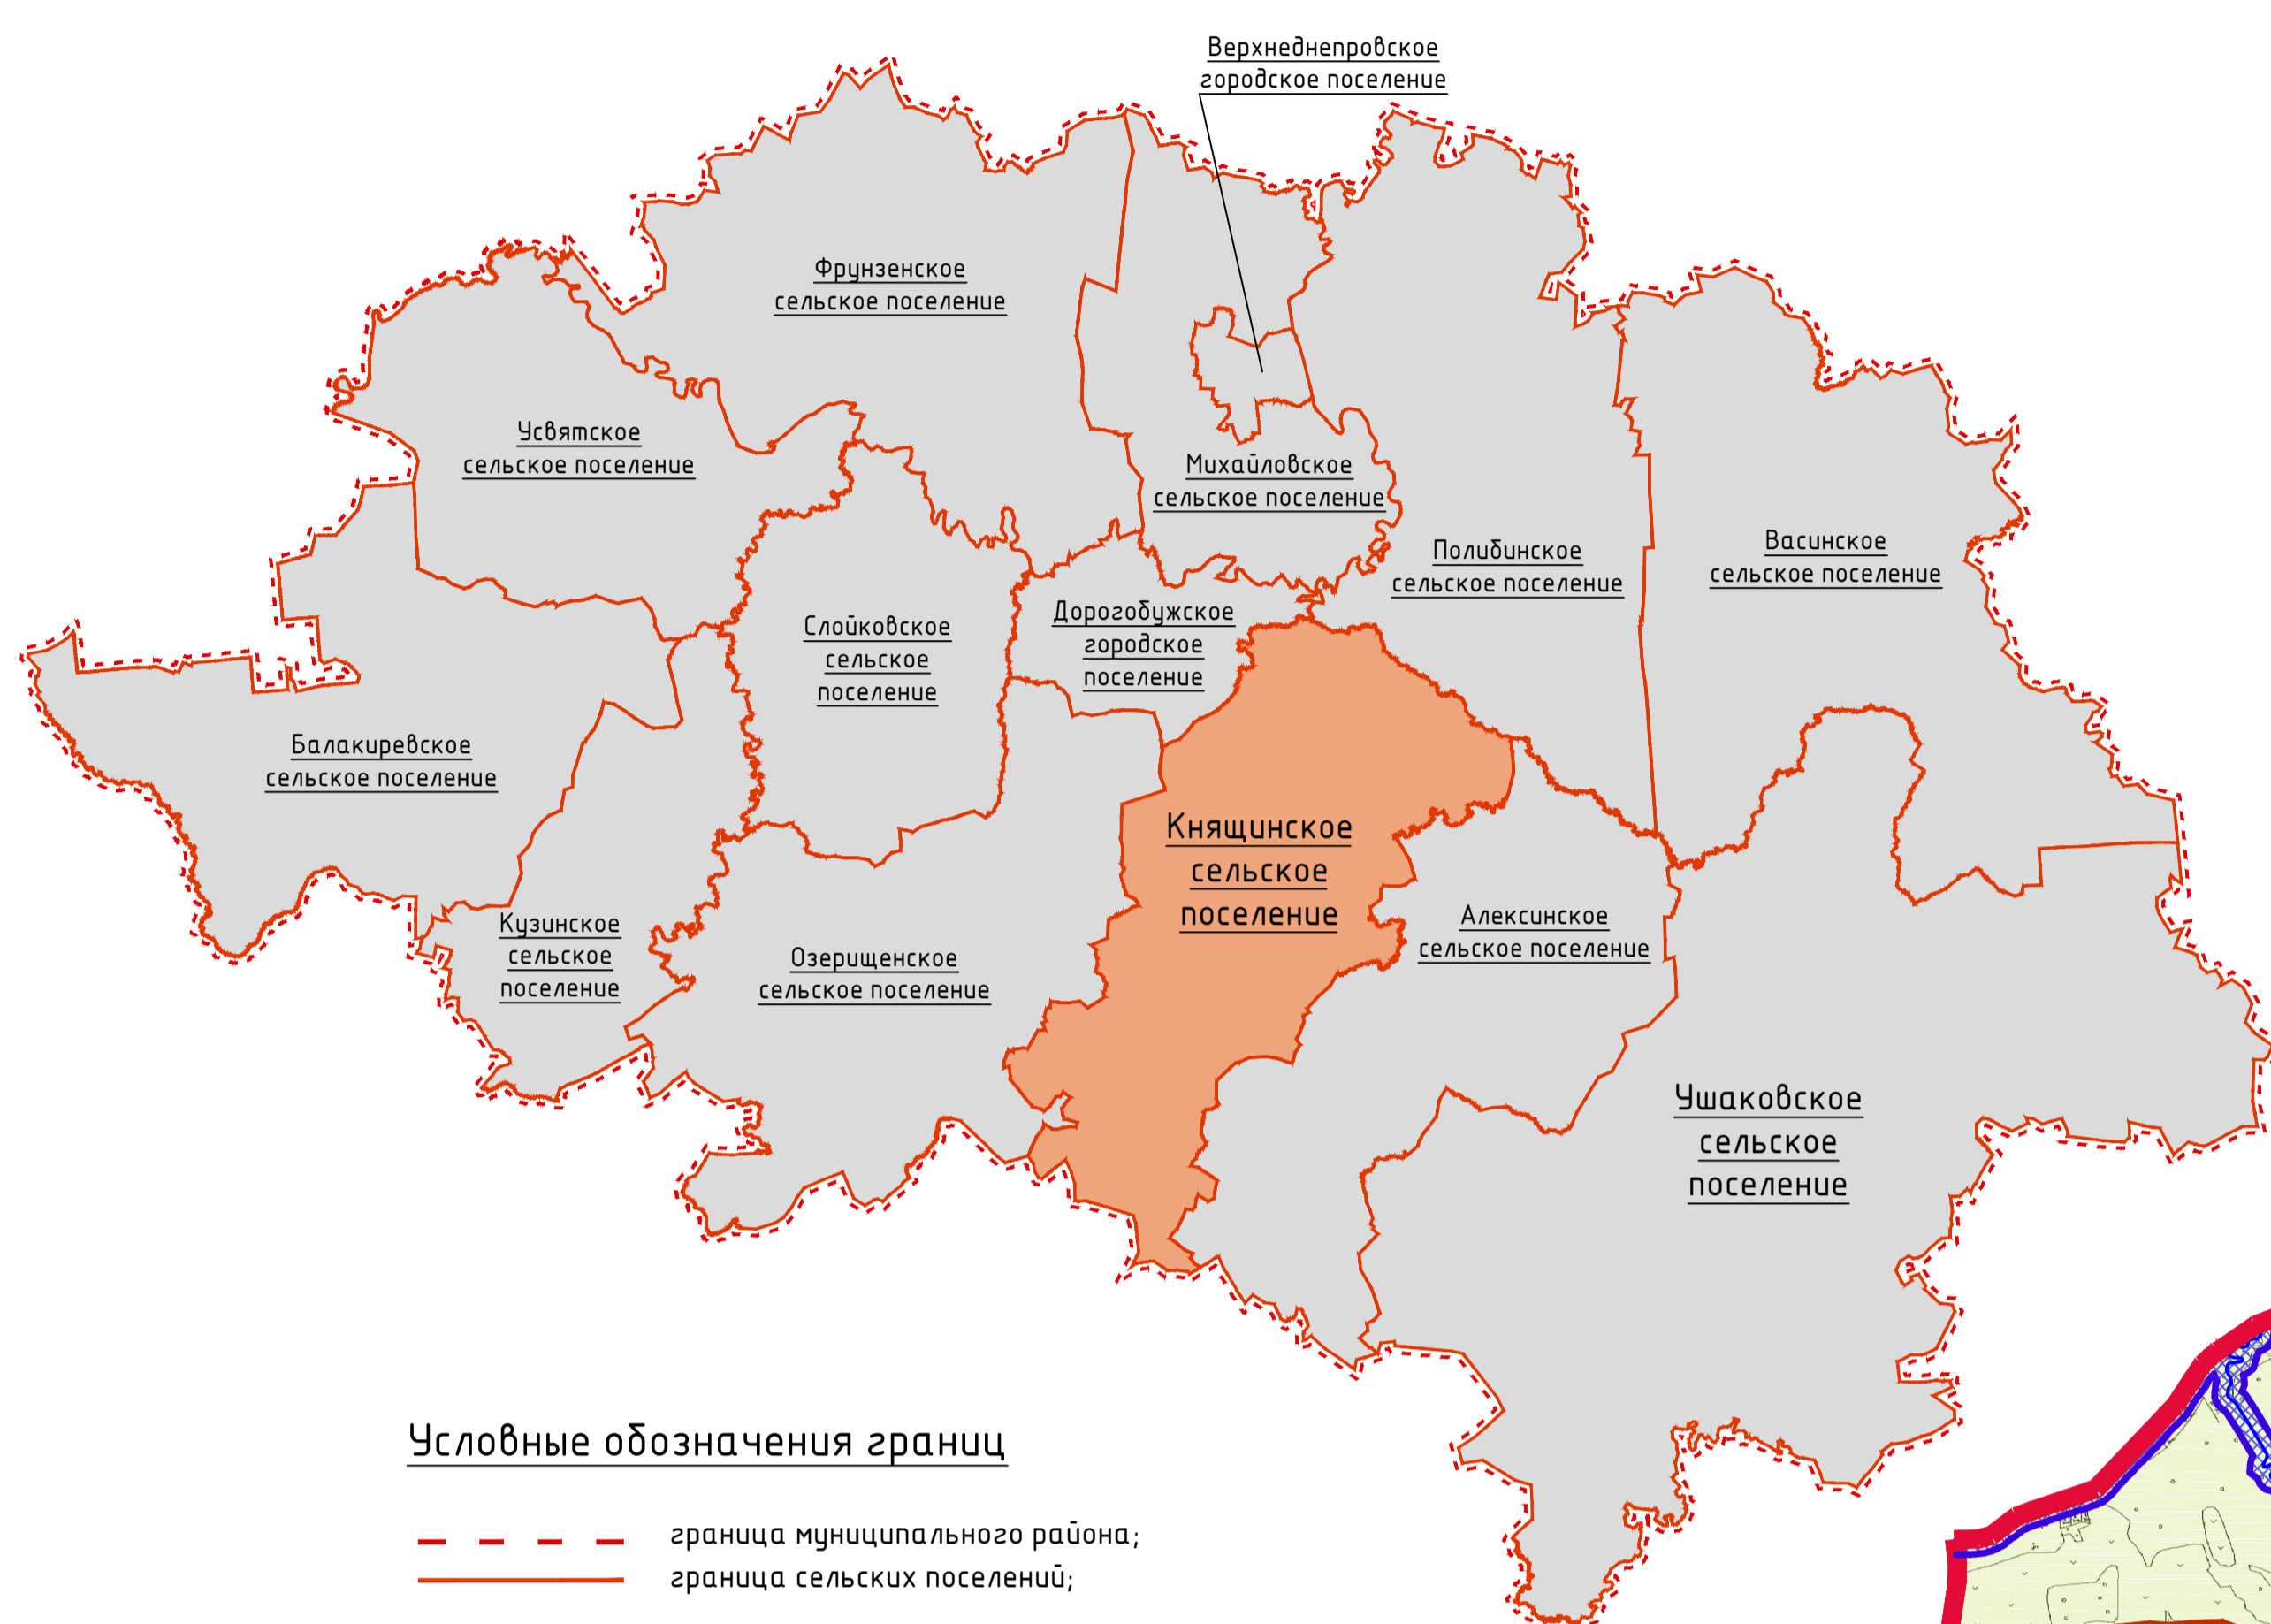 Верхнеднепровское
городское поселение
Фрунзенское
сельское поселение
Усвятское
сельское поселение
Михайловское
сельское поселение
Полибинское
сельское поселение
Васинское
сельское поселение
Слойковское
сельское
поселение
Дорогобужское
городское
поселение
Балакиревское
сельское поселение
Княщинское
сельское
поселение
Кузинское
сельское
поселение
Озерищенское
сельское поселение
Алексинское
сельское поселение
Ушаковское
сельское
поселение
Условные обозначения границ
граница муниципального района;
граница сельских поселений;